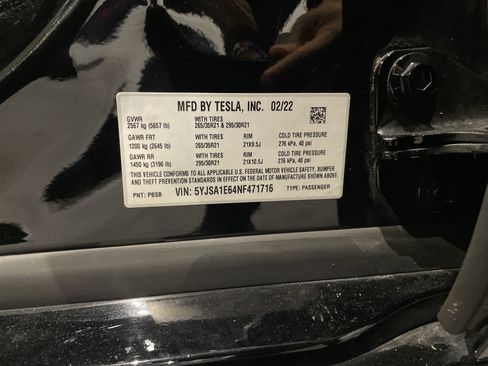 MFD BY TESLA, INC. 02/22
GVWR WITH TIRES
2567 kg (5657 lb) 265/35R21 & 295/30R21
GAWR FRT WITH TIRES RIM COLD TIRE PRESSURE
1200 kg (2645 lb) 265/35R21 21X9.5J 276 kPa, 40 psi
GAWR RR WITH TIRES RIM COLD TIRE PRESSURE
1450 kg (3196 lb) 295/30R21 21X10.5J 276 kPa, 40 psi
THIS VEHICLE CONFORMS TO ALL APPLICABLE U.S. FEDERAL MOTOR VEHICLE SAFETY, BUMPER,
AND THEFT PREVENTION STANDARDS IN EFFECT ON THE DATE OF MANUFACTURE SHOWN ABOVE.
PNT: PBSB VIN: 5YJSA1E64NF471716 TYPE: PASSENGER